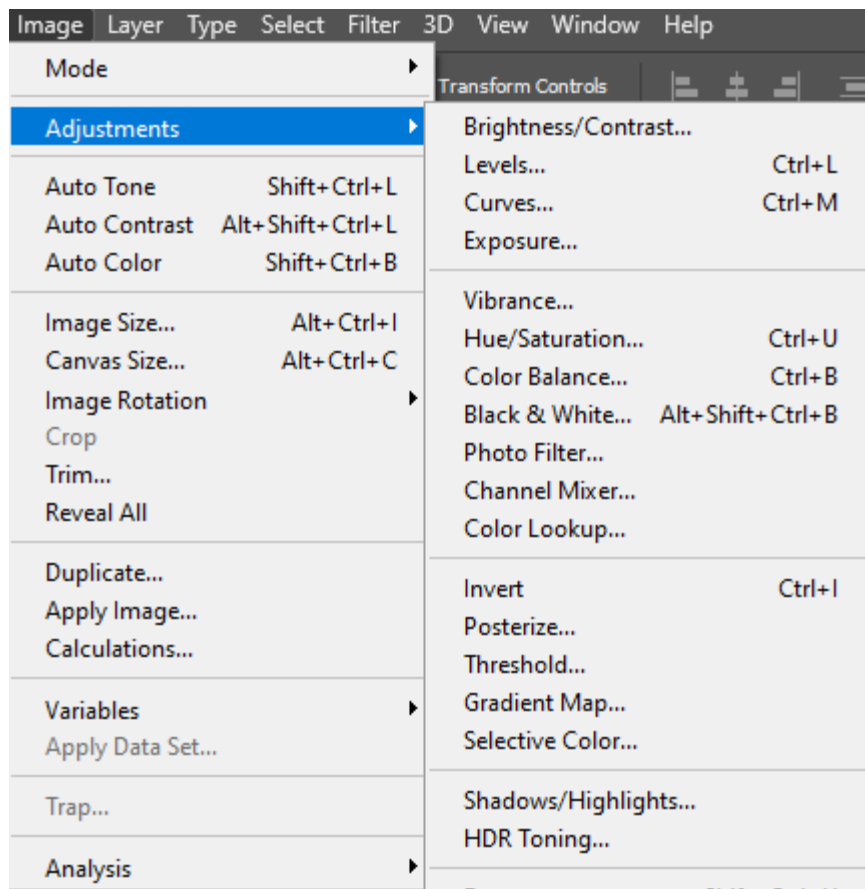 Image Layer Type Select Filter 3D View Window Help
Transform Controls
Mode
Adjustments
Auto Tone Shift+Ctrl+L
Auto Contrast Alt+Shift+Ctrl+L
Auto Color Shift+Ctrl+B
Image Size... Alt+Ctrl+I
Canvas Size... Alt+Ctrl+C
Image Rotation
Crop
Trim...
Reveal All
Duplicate...
Apply Image...
Calculations...
Variables
Apply Data Set...
Trap...
Analysis
Brightness/Contrast...
Levels... Ctrl+L
Curves... Ctrl+M
Exposure...
Vibrance...
Hue/Saturation... Ctrl+U
Color Balance... Ctrl+B
Black & White... Alt+Shift+Ctrl+B
Photo Filter...
Channel Mixer...
Color Lookup...
Invert Ctrl+I
Posterize...
Threshold...
Gradient Map...
Selective Color...
Shadows/Highlights...
HDR Toning...